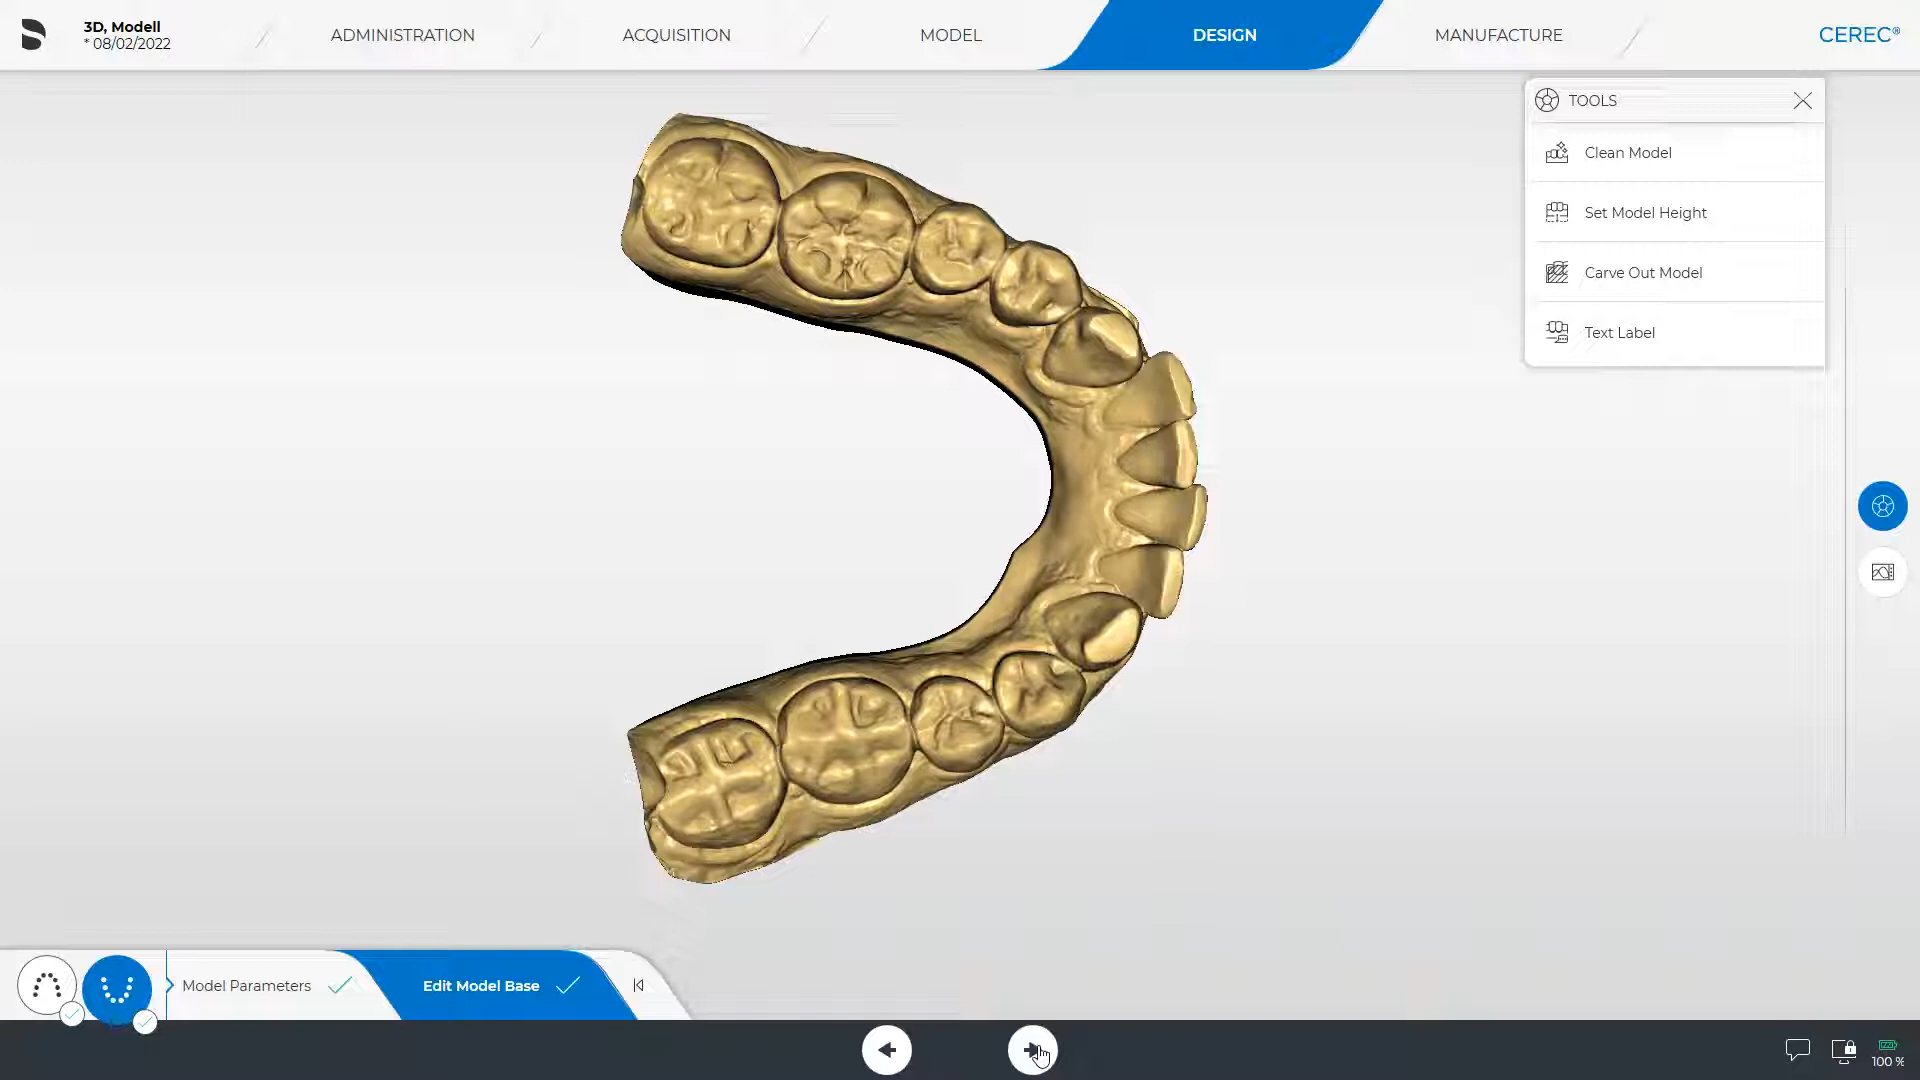 3D, Modell
* 08/02/2022
ADMINISTRATION
ACQUISITION
MODEL
DESIGN
MANUFACTURE
CEREC®
TOOLS
Clean Model
Set Model Height
Carve Out Model
Text Label
Model Parameters
Edit Model Base
100 %